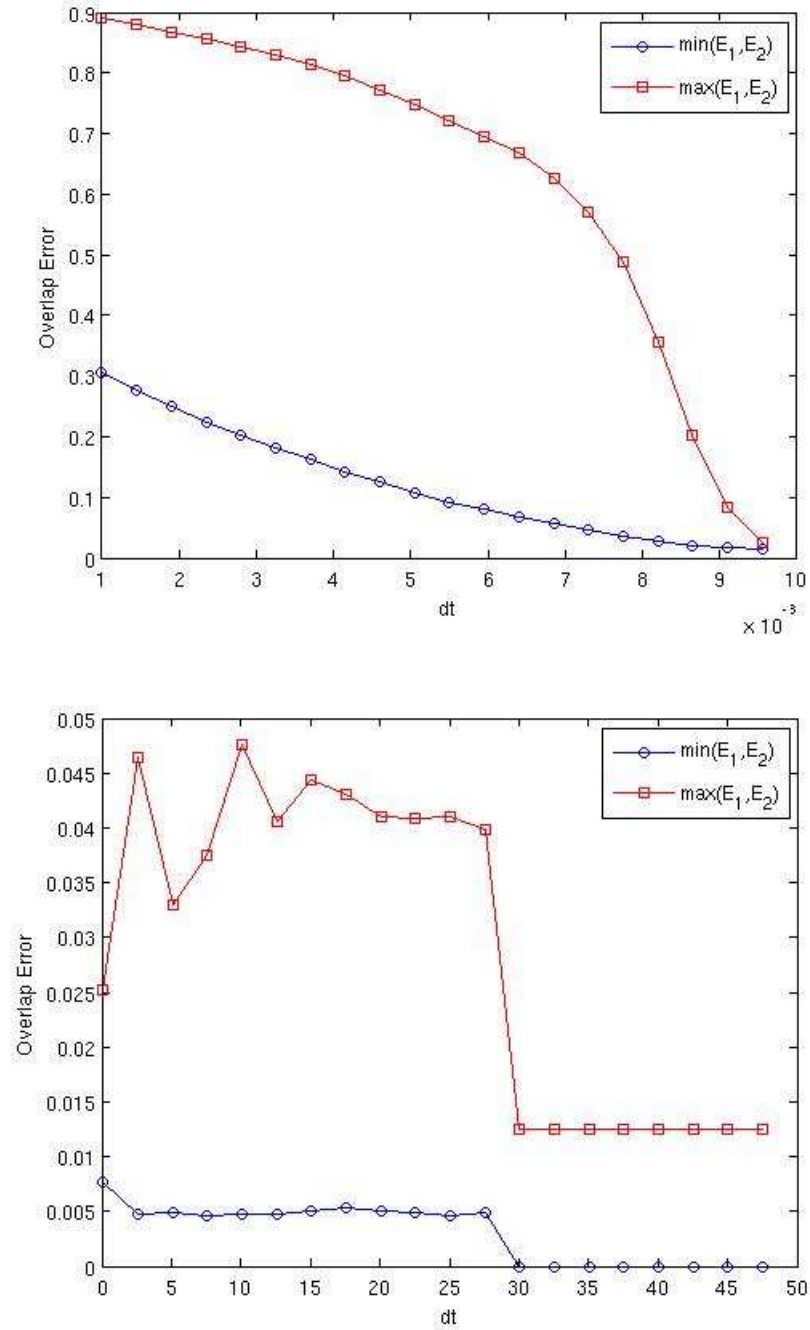 0.9
0.8
0.7
0.6
0.5
0.4
0.3
0.2
0.1
0
Overlap Error
min(E₁,E₂)
max(E₁,E₂)
1 2 3 4 5 6 7 8 9 10
dt
× 10⁻³
0.05
0.045
0.04
0.035
0.03
0.025
0.02
0.015
0.01
0.005
0
Overlap Error
min(E₁,E₂)
max(E₁,E₂)
0 5 10 15 20 25 30 35 40 45 50
dt